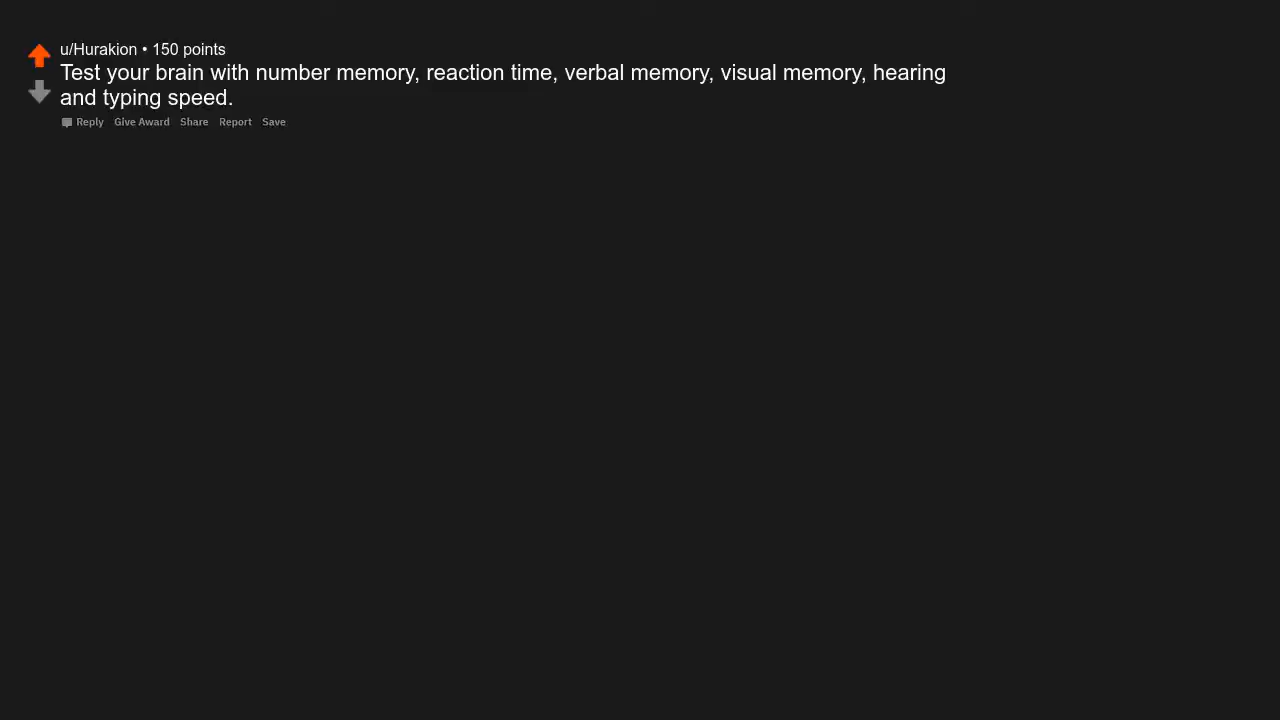 u/Hurakion • 150 points
Test your brain with number memory, reaction time, verbal memory, visual memory, hearing
and typing speed.
Reply Give Award Share Report Save